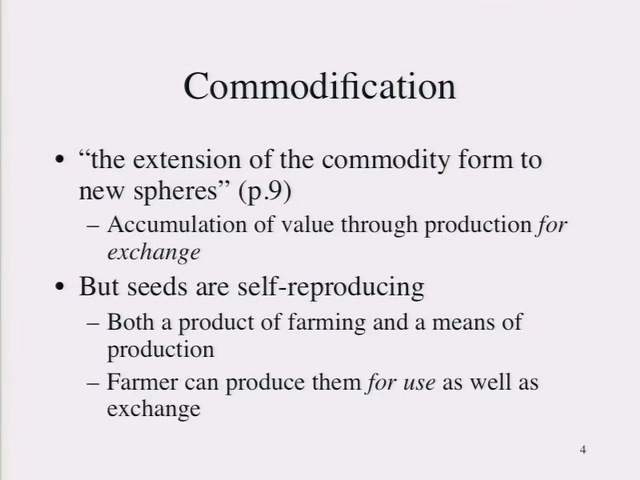 Commodification
• “the extension of the commodity form to
new spheres” (p.9)
– Accumulation of value through production for
exchange
• But seeds are self-reproducing
– Both a product of farming and a means of
production
– Farmer can produce them for use as well as
exchange
4